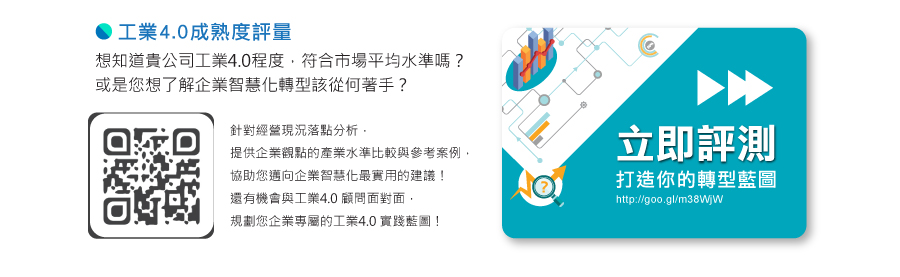 工業4.0成熟度評量
想知道貴公司工業4.0程度，符合市場平均水準嗎？
或是您想了解企業智慧化轉型該從何著手？
針對經營現況落點分析，
提供企業觀點的產業水準比較與參考案例，
協助您邁向企業智慧化最實用的建議！
還有機會與工業4.0 顧問面對面，
規劃您企業專屬的工業4.0 實踐藍圖！
立即評測
打造你的轉型藍圖
http://goo.gl/m38WjW
?